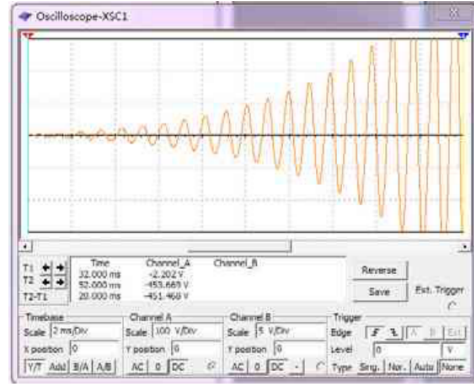 Oscilloscope-XSC1
Time Channel_A Channel_B
T1 32.000 ms -2.202 V
T2 52.000 ms -453.669 V
T2-T1 20.000 ms -451.468 V
Reverse
Save
Ext. Trigger
Timebase
Scale 2 ms/Div
X position 0
Y/T Add B/A A/B
Channel A
Scale 100 V/Div
Y position 0
AC 0 DC
Channel B
Scale 5 V/Div
Y position 0
AC 0 DC -
Trigger
Edge A B Ext
Level 0 V
Type Sing. Nor. Auto None